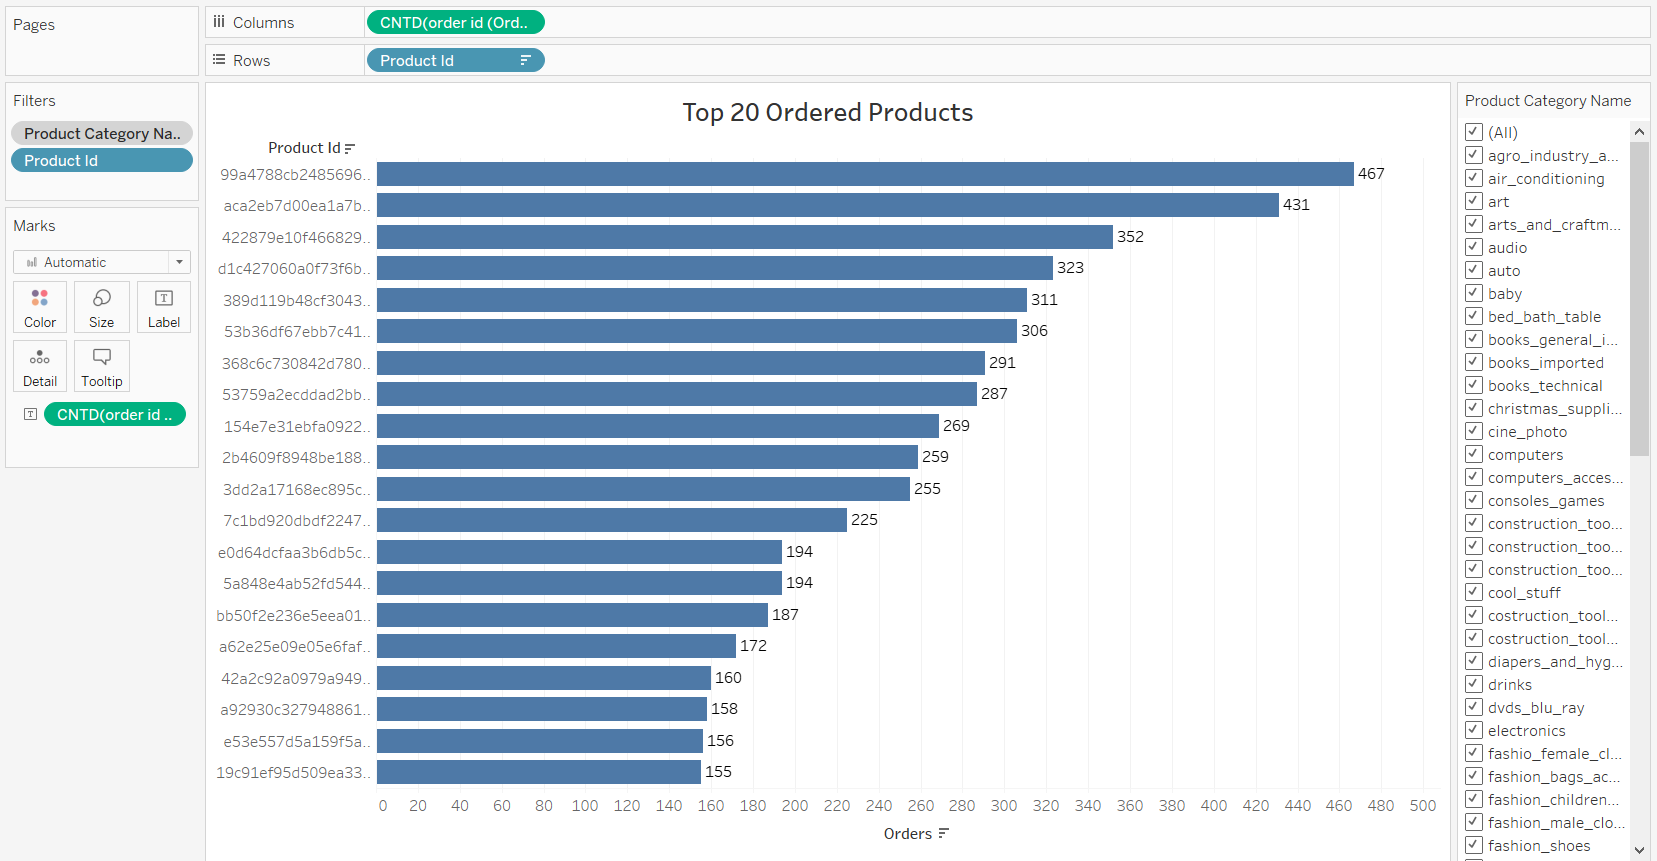 Pages
Columns
CNTD(order id (Ord..
Rows
Product Id
Filters
Product Category Na..
Product Id
Marks
Automatic
Color
Size
Label
Detail
Tooltip
CNTD(order id ..
Top 20 Ordered Products
Product Id
99a4788cb2485696.. 467
aca2eb7d00ea1a7b.. 431
422879e10f466829.. 352
d1c427060a0f73f6b.. 323
389d119b48cf3043.. 311
53b36df67ebb7c41.. 306
368c6c730842d780.. 291
53759a2ecddad2bb.. 287
154e7e31ebfa0922.. 269
2b4609f8948be188.. 259
3dd2a17168ec895c.. 255
7c1bd920dbdf2247.. 225
e0d64dcfaa3b6db5c.. 194
5a848e4ab52fd544.. 194
bb50f2e236e5eea01.. 187
a62e25e09e05e6faf.. 172
42a2c92a0979a949.. 160
a92930c327948861.. 158
e53e557d5a159f5a.. 156
19c91ef95d509ea33.. 155
0 20 40 60 80 100 120 140 160 180 200 220 240 260 280 300 320 340 360 380 400 420 440 460 480 500
Orders
Product Category Name
(All)
agro_industry_a...
air_conditioning
art
arts_and_craftm...
audio
auto
baby
bed_bath_table
books_general_i...
books_imported
books_technical
christmas_suppli...
cine_photo
computers
computers_acces...
consoles_games
construction_too...
construction_too...
construction_too...
cool_stuff
costruction_tool...
costruction_tool...
diapers_and_hyg...
drinks
dvds_blu_ray
electronics
fashio_female_cl...
fashion_bags_ac...
fashion_children...
fashion_male_clo...
fashion_shoes